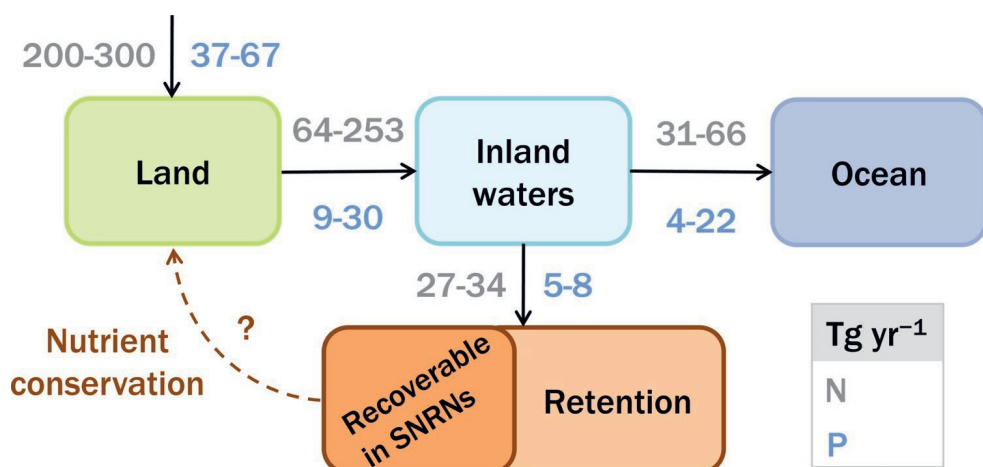 200-300 37-67
Land
64-253
9-30
Inland
waters
31-66
4-22
Ocean
27-34 5-8
Nutrient
conservation
?
Recoverable
in SNRNs
Retention
Tg yr⁻¹
N
P